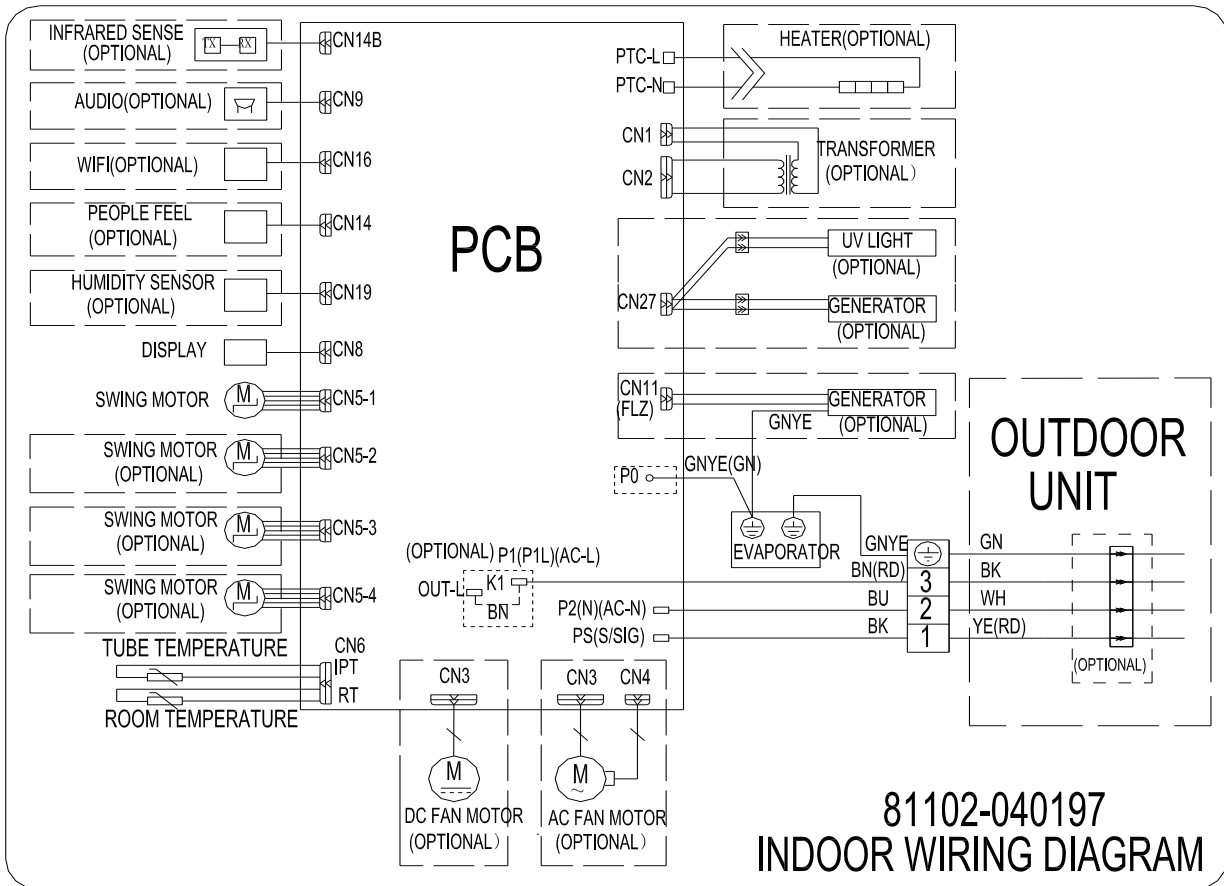 INFRARED SENSE
(OPTIONAL)
TX
RX
CN14B
AUDIO(OPTIONAL)
CN9
WIFI(OPTIONAL)
CN16
PEOPLE FEEL
(OPTIONAL)
CN14
HUMIDITY SENSOR
(OPTIONAL)
CN19
DISPLAY
CN8
SWING MOTOR
M
CN5-1
SWING MOTOR
(OPTIONAL)
M
CN5-2
SWING MOTOR
(OPTIONAL)
M
CN5-3
SWING MOTOR
(OPTIONAL)
M
CN5-4
TUBE TEMPERATURE
CN6
IPT
RT
ROOM TEMPERATURE
PCB
PTC-L
PTC-N
HEATER(OPTIONAL)
CN1
CN2
TRANSFORMER
(OPTIONAL)
CN27
UV LIGHT
(OPTIONAL)
GENERATOR
(OPTIONAL)
CN11
(FLZ)
GENERATOR
(OPTIONAL)
GNYE
P0
GNYE(GN)
EVAPORATOR
(OPTIONAL) P1(P1L)(AC-L)
OUT-L
K1
BN
P2(N)(AC-N)
PS(S/SIG)
GNYE
BN(RD)
BU
BK
3
2
1
GN
BK
WH
YE(RD)
OUTDOOR
UNIT
(OPTIONAL)
CN3
M
DC FAN MOTOR
(OPTIONAL)
CN3
CN4
M
~
AC FAN MOTOR
(OPTIONAL)
81102-040197
INDOOR WIRING DIAGRAM